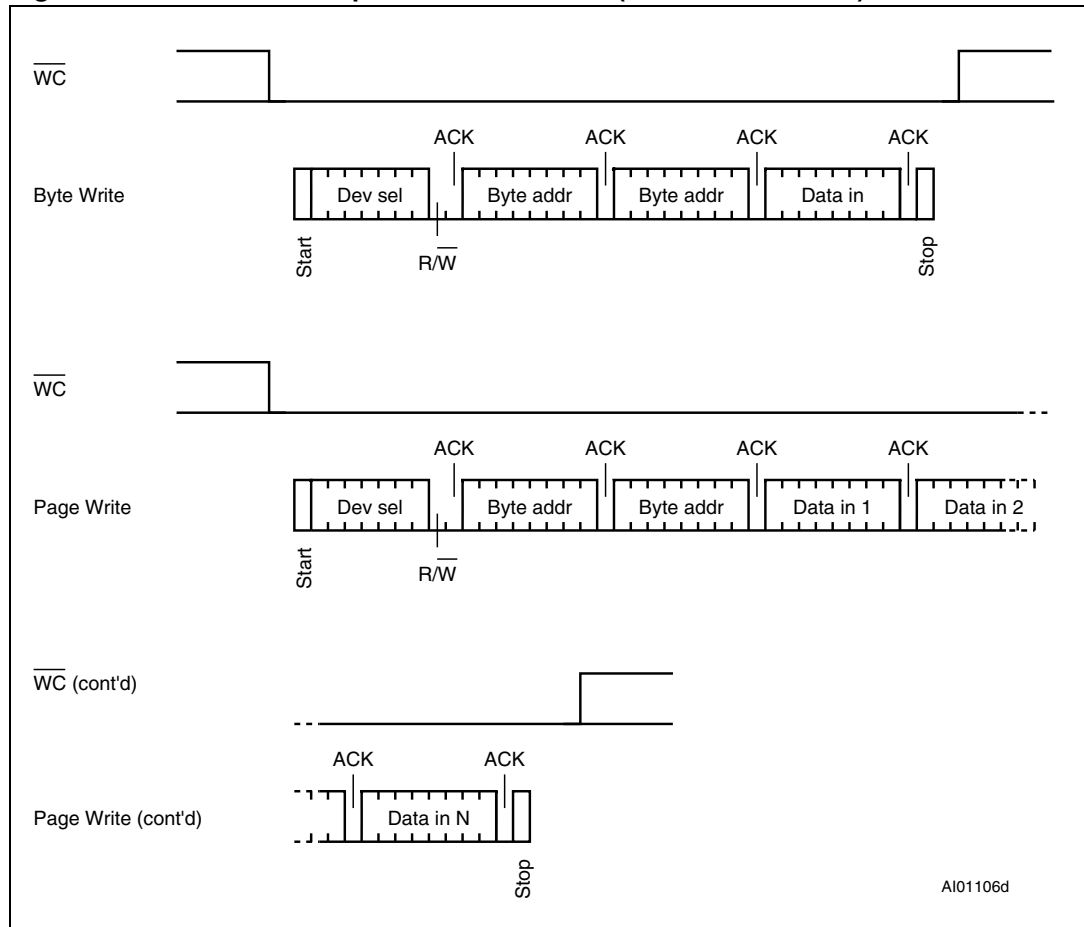 WC
ACK ACK ACK ACK
Byte Write Dev sel Byte addr Byte addr Data in
Start R/W Stop
WC
ACK ACK ACK ACK
Page Write Dev sel Byte addr Byte addr Data in 1 Data in 2
Start R/W
WC (cont'd)
ACK ACK
Page Write (cont'd) Data in N
Stop
AI01106d